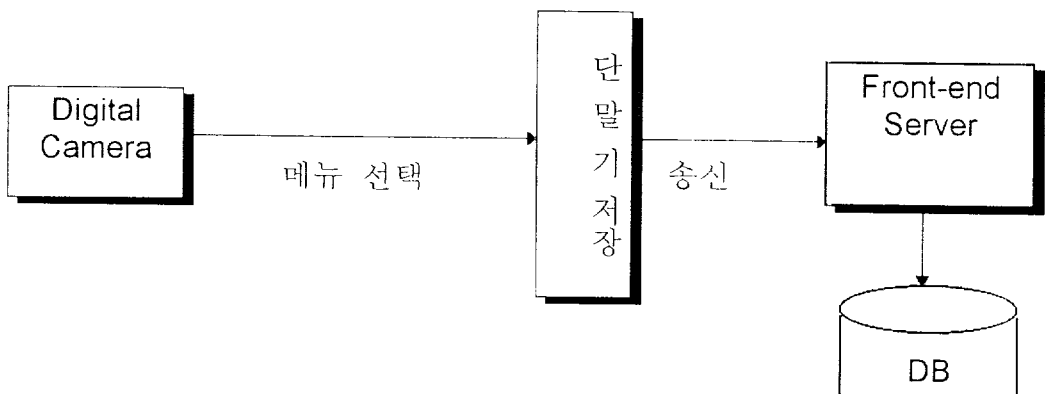 Digital
Camera
메뉴 선택
단
말
기
저
장
송신
Front-end
Server
DB